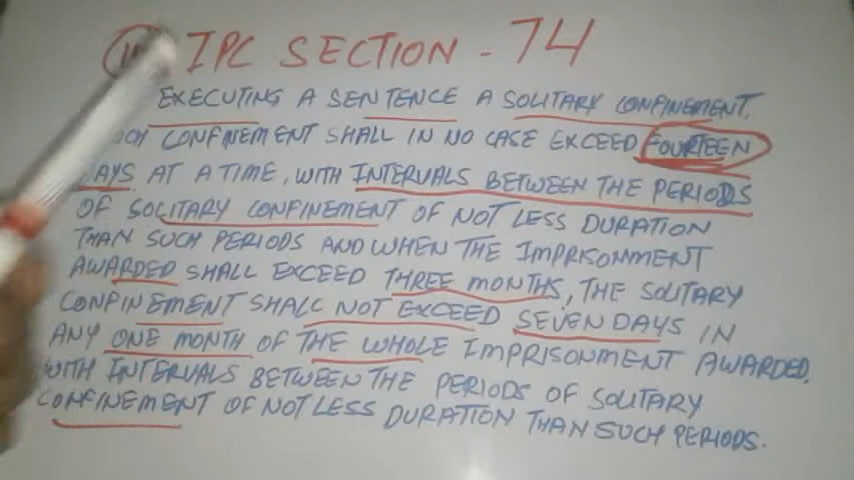 IPC SECTION - 74
EXECUTING A SENTENCE A SOLITARY CONFINEMENT,
CONFINEMENT SHALL IN NO CASE EXCEED FOURTEEN
DAYS AT A TIME, WITH INTERVALS BETWEEN THE PERIODS
OF SOLITARY CONFINEMENT OF NOT LESS DURATION
THAN SUCH PERIODS AND WHEN THE IMPRISONMENT
AWARDED SHALL EXCEED THREE MONTHS, THE SOLITARY
CONFINEMENT SHALL NOT EXCEED SEVEN DAYS IN
ANY ONE MONTH OF THE WHOLE IMPRISONMENT AWARDED,
WITH INTERVALS BETWEEN THE PERIODS OF SOLITARY
CONFINEMENT OF NOT LESS DURATION THAN SUCH PERIODS.